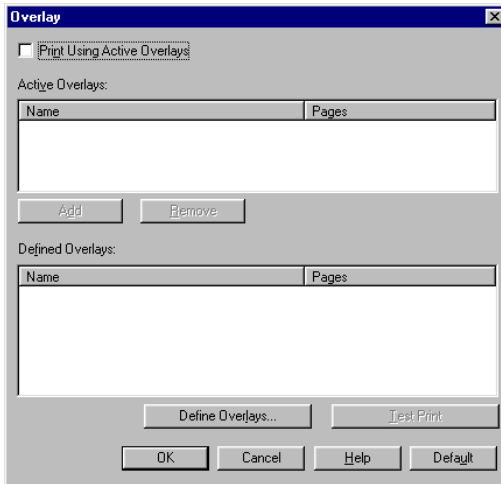 Overlay
Print Using Active Overlays
Active Overlays:
Name Pages
Add Remove
Defined Overlays:
Name Pages
Define Overlays... Test Print
OK Cancel Help Default